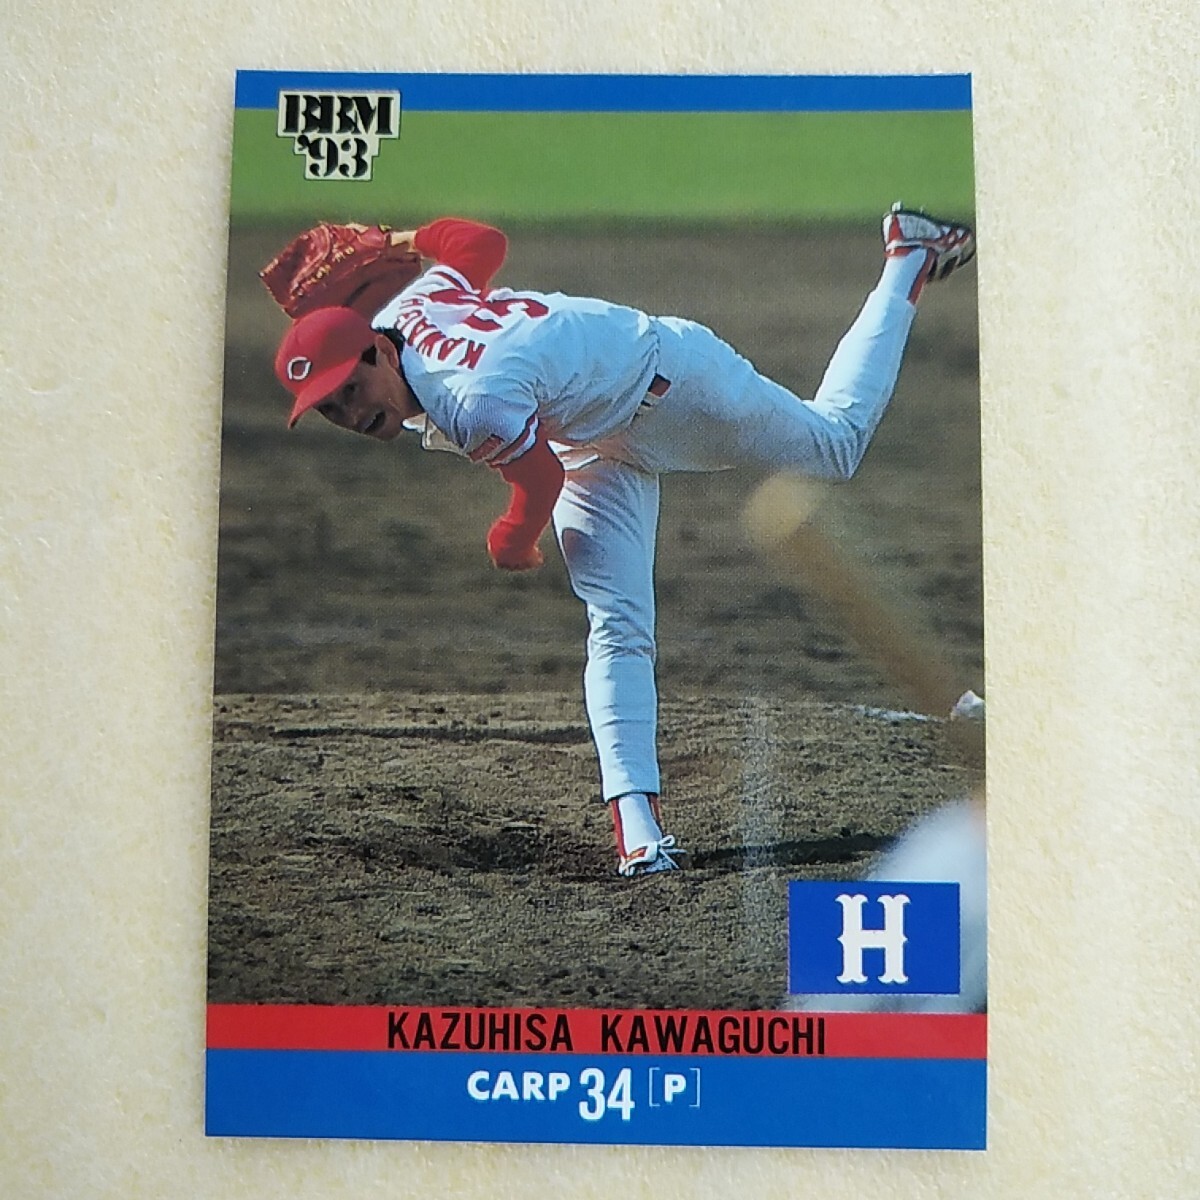 BBM
'93
H
KAZUHISA KAWAGUCHI
CARP 34 [P]